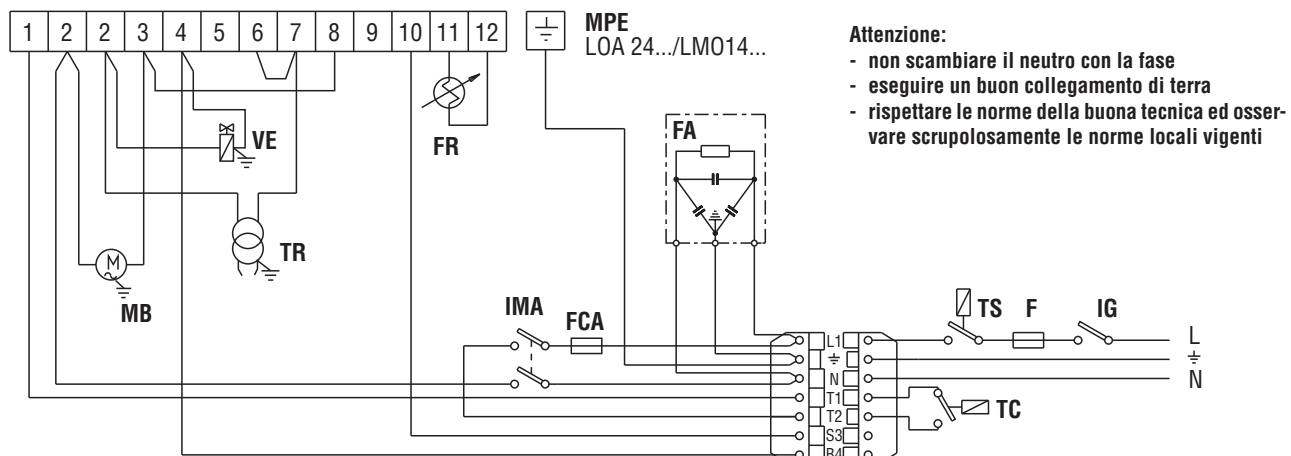 1 2 2 3 4 5 6 7 8 9 10 11 12
MPE
LOA 24.../LMO14...
Attenzione:
- non scambiare il neutro con la fase
- eseguire un buon collegamento di terra
- rispettare le norme della buona tecnica ed osser-
vare scrupolosamente le norme locali vigenti
VE
FR
FA
TR
M
MB
IMA
FCA
TS
F
IG
L1
L
N
N
T1
TC
T2
S3
B4